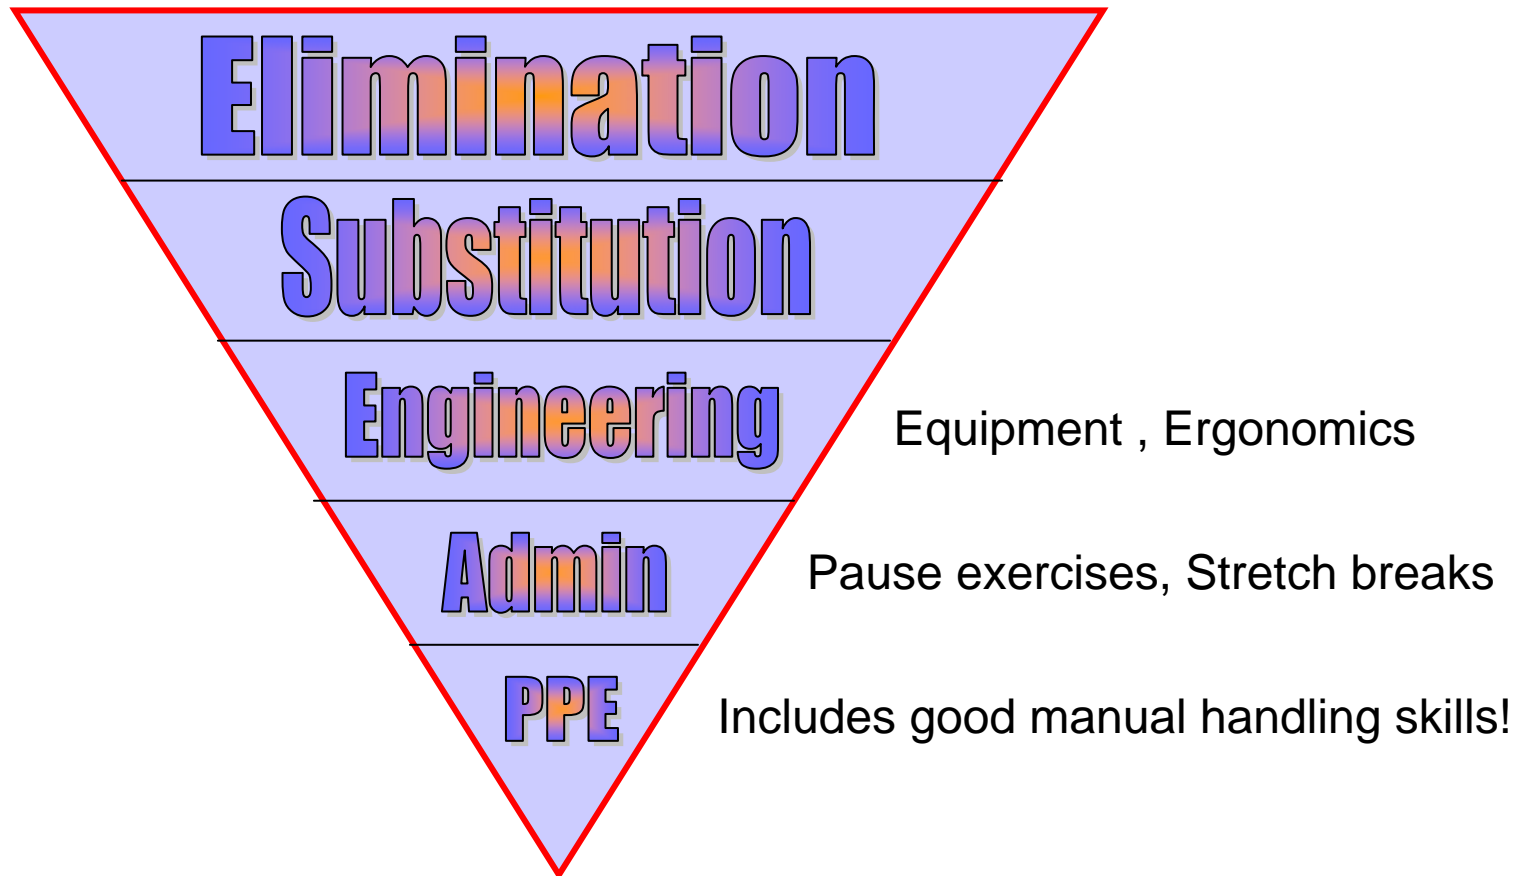 Elimination
Substitution
Engineering
Equipment , Ergonomics
Admin
Pause exercises, Stretch breaks
PPE
Includes good manual handling skills!